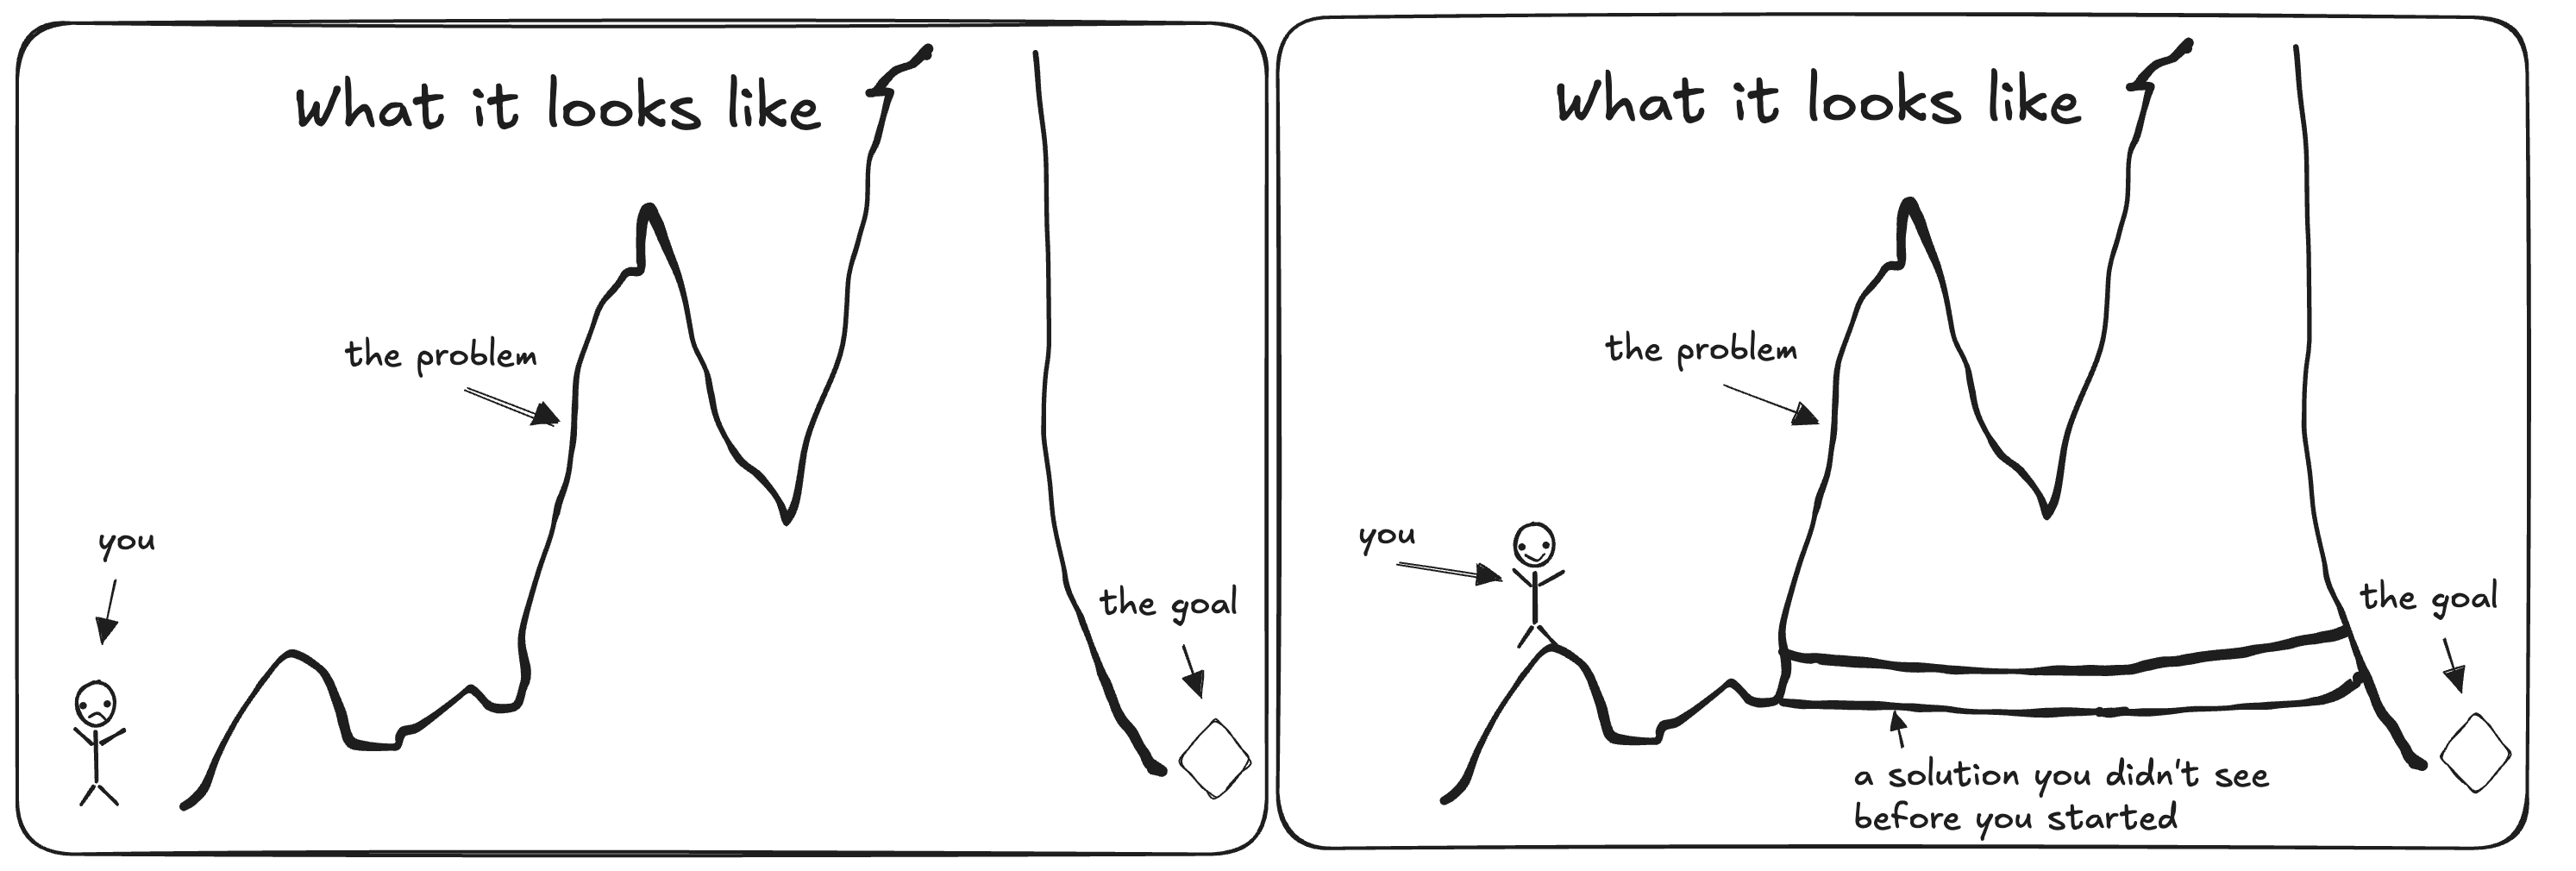 What it looks like
the problem
you
the goal
What it looks like
the problem
you
the goal
a solution you didn't see
before you started